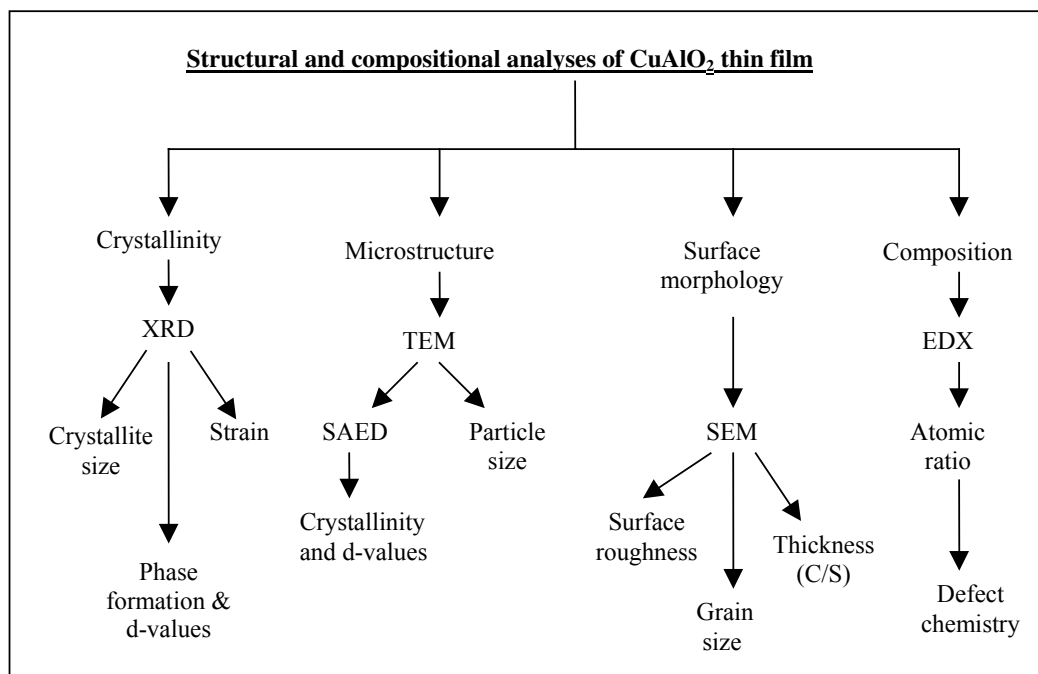 Structural and compositional analyses of CuAlO₂ thin film
Crystallinity
Microstructure
Surface
morphology
Composition
XRD
TEM
EDX
Crystallite
size
Strain
SAED
Particle
size
SEM
Atomic
ratio
Crystallinity
and d-values
Surface
roughness
Thickness
(C/S)
Phase
formation &
d-values
Grain
size
Defect
chemistry